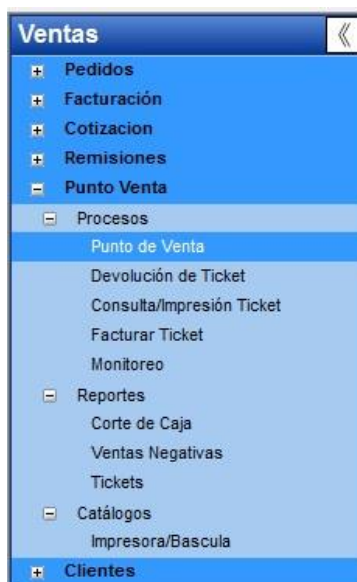 Ventas
Pedidos
Facturación
Cotizacion
Remisiones
Punto Venta
Procesos
Punto de Venta
Devolución de Ticket
Consulta/Impresión Ticket
Facturar Ticket
Monitoreo
Reportes
Corte de Caja
Ventas Negativas
Tickets
Catálogos
Impresora/Bascula
Clientes